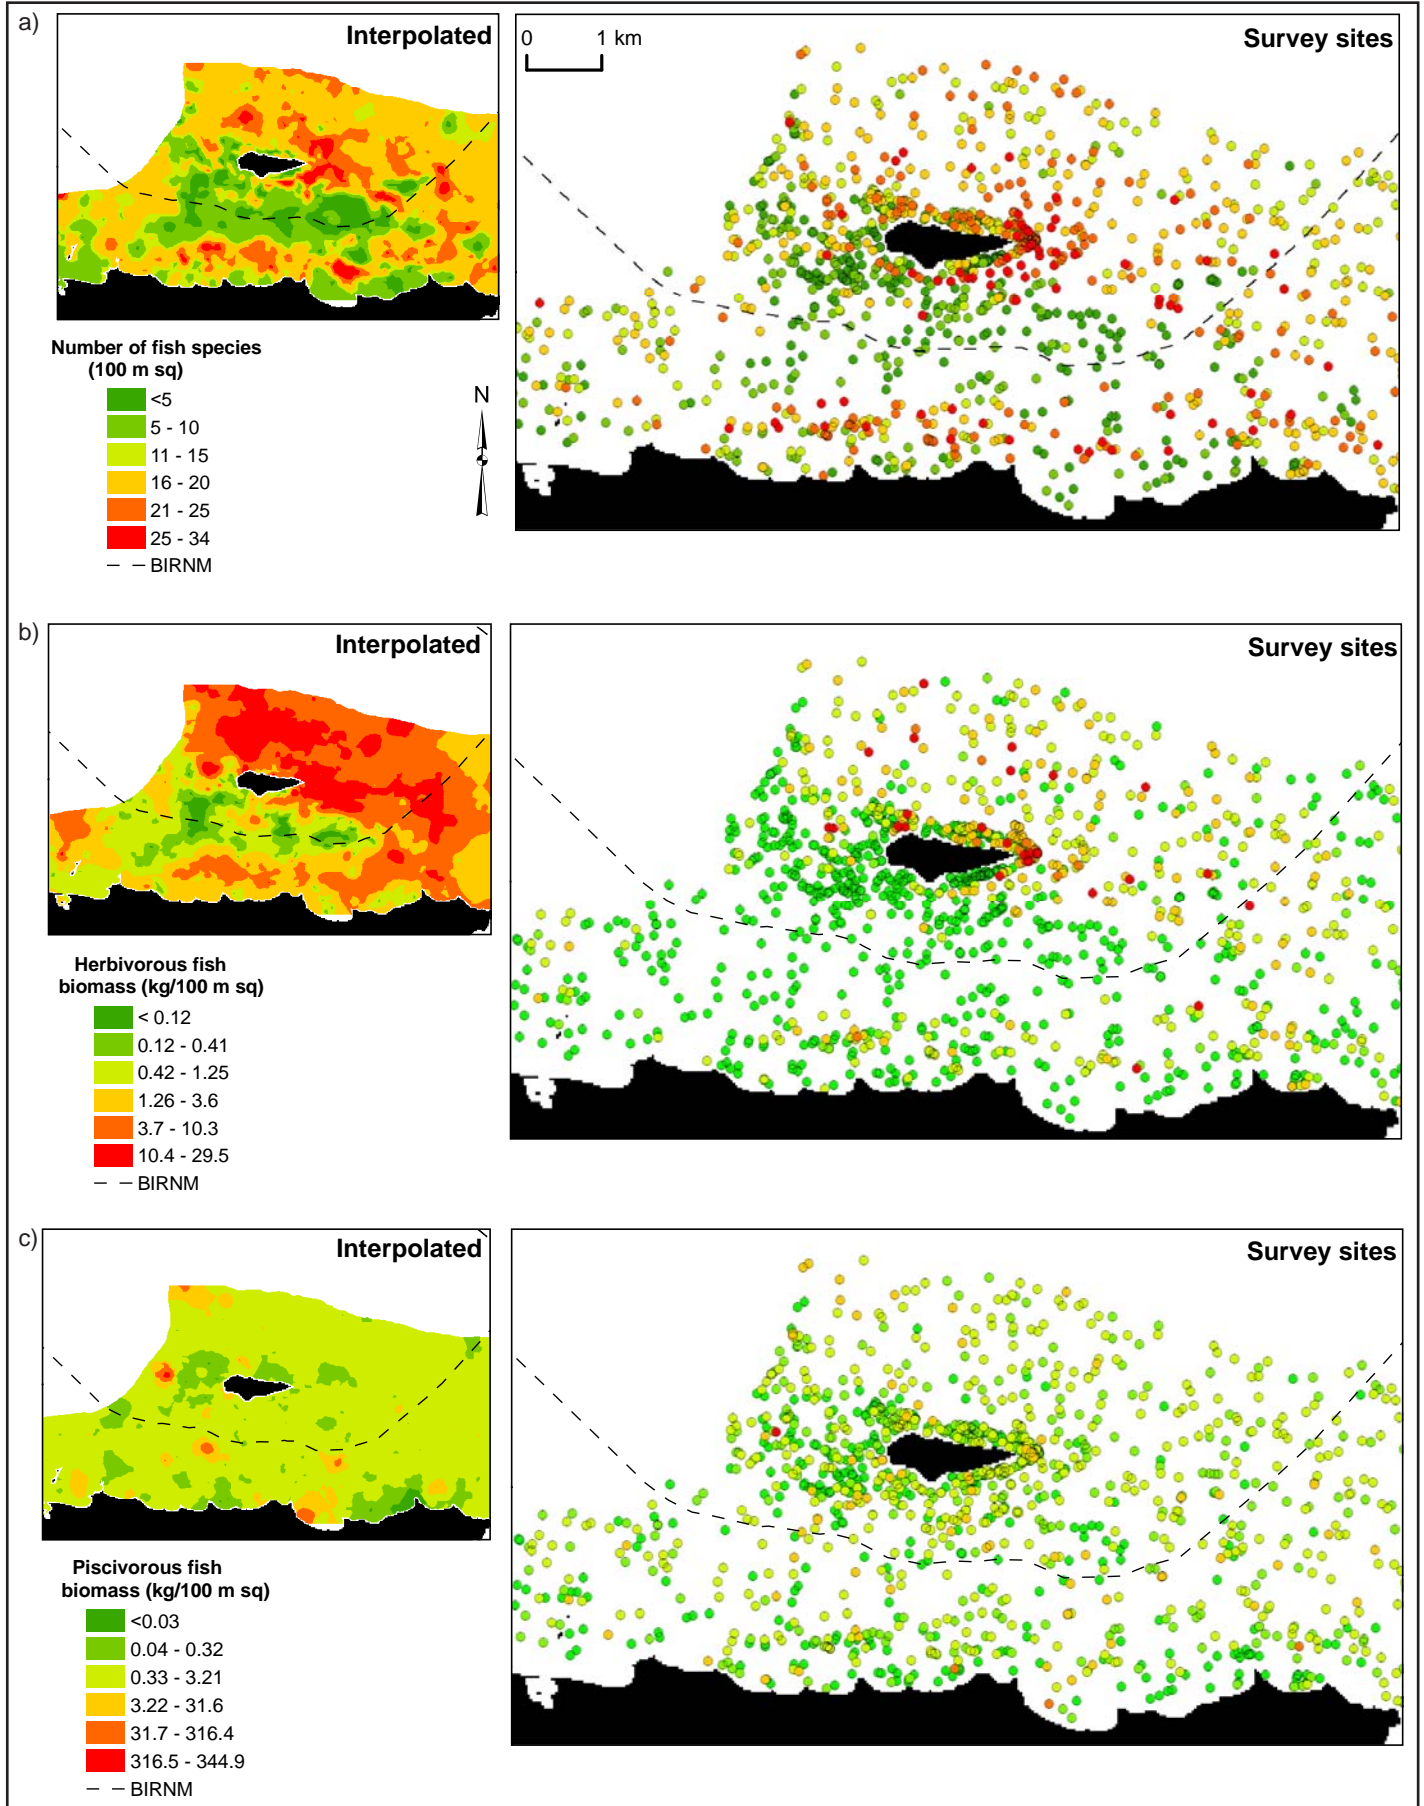 a)
Interpolated
0 1 km
Survey sites
Number of fish species
(100 m sq)
<5
5 - 10
11 - 15
16 - 20
21 - 25
25 - 34
BIRNM
N
b)
Interpolated
Survey sites
Herbivorous fish
biomass (kg/100 m sq)
< 0.12
0.12 - 0.41
0.42 - 1.25
1.26 - 3.6
3.7 - 10.3
10.4 - 29.5
BIRNM
c)
Interpolated
Survey sites
Piscivorous fish
biomass (kg/100 m sq)
<0.03
0.04 - 0.32
0.33 - 3.21
3.22 - 31.6
31.7 - 316.4
316.5 - 344.9
BIRNM